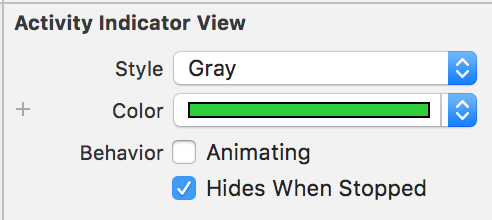 Activity Indicator View
Style Gray
Color
Behavior Animating
Hides When Stopped